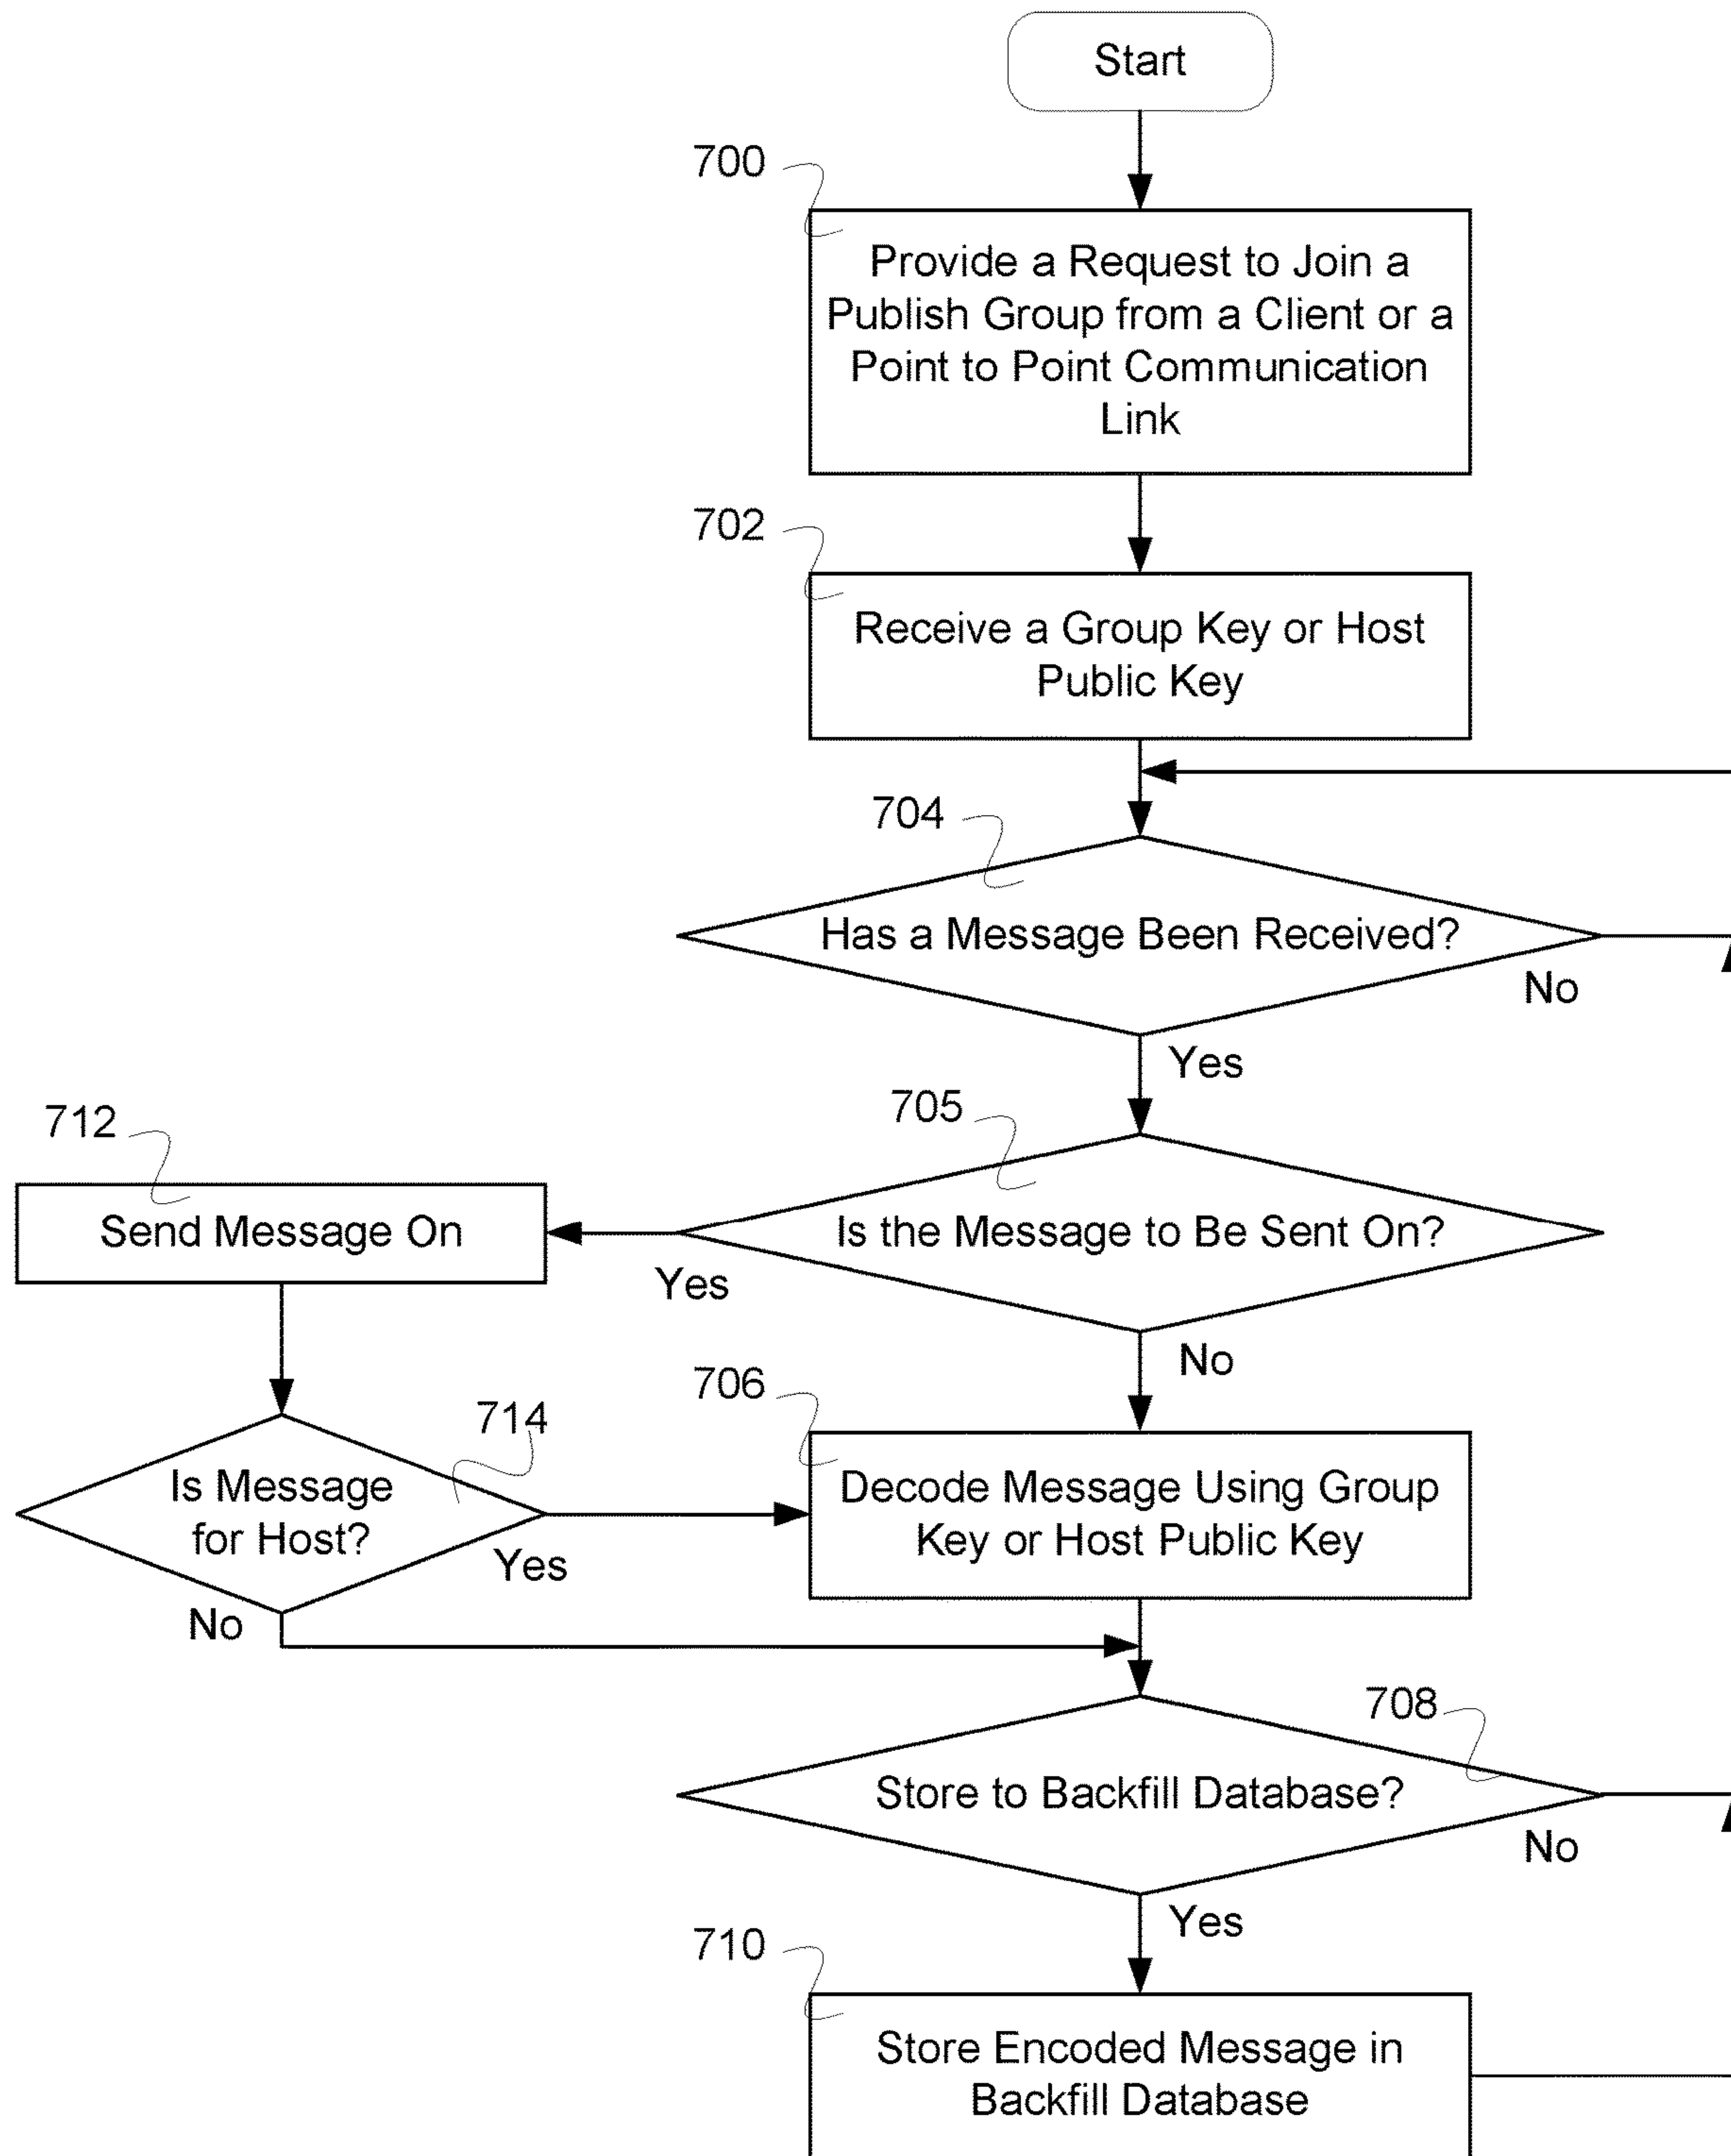 Start
700
Provide a Request to Join a
Publish Group from a Client or a
Point to Point Communication
Link
702
Receive a Group Key or Host
Public Key
704
Has a Message Been Received?
No
Yes
705
712
Is the Message to Be Sent On?
Send Message On
Yes
No
706
714
Is Message
for Host?
Decode Message Using Group
Key or Host Public Key
Yes
No
708
Store to Backfill Database?
No
Yes
710
Store Encoded Message in
Backfill Database